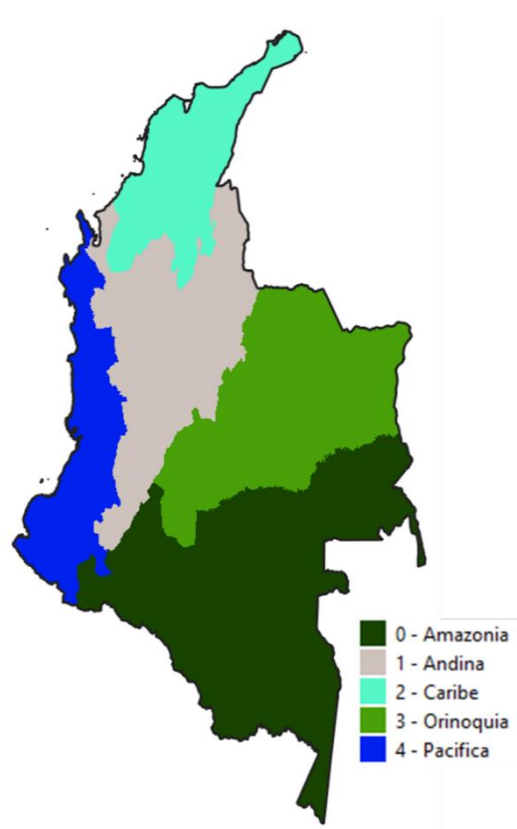 0 - Amazonia
1 - Andina
2 - Caribe
3 - Orinoquia
4 - Pacifica